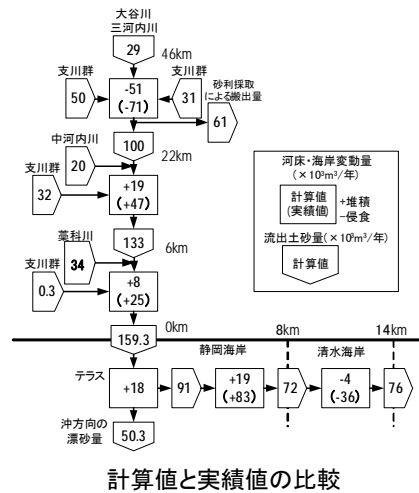 大谷川
三河内川
29
46km
支川群
50
-51
(-71)
支川群
31
砂利採取
による搬出量
61
100
22km
中河内川
20
支川群
32
+19
(+47)
133
6km
藁科川
34
支川群
0.3
+8
(+25)
0km
159.3
静岡海岸
8km
清水海岸
14km
テラス
+18
91
+19
(+83)
72
-4
(-36)
76
沖方向の
漂砂量
50.3
河床・海岸変動量
(×10³m³/年)
計算値
(実績値)
+堆積
−侵食
流出土砂量(×10³m³/年)
計算値
計算値と実績値の比較